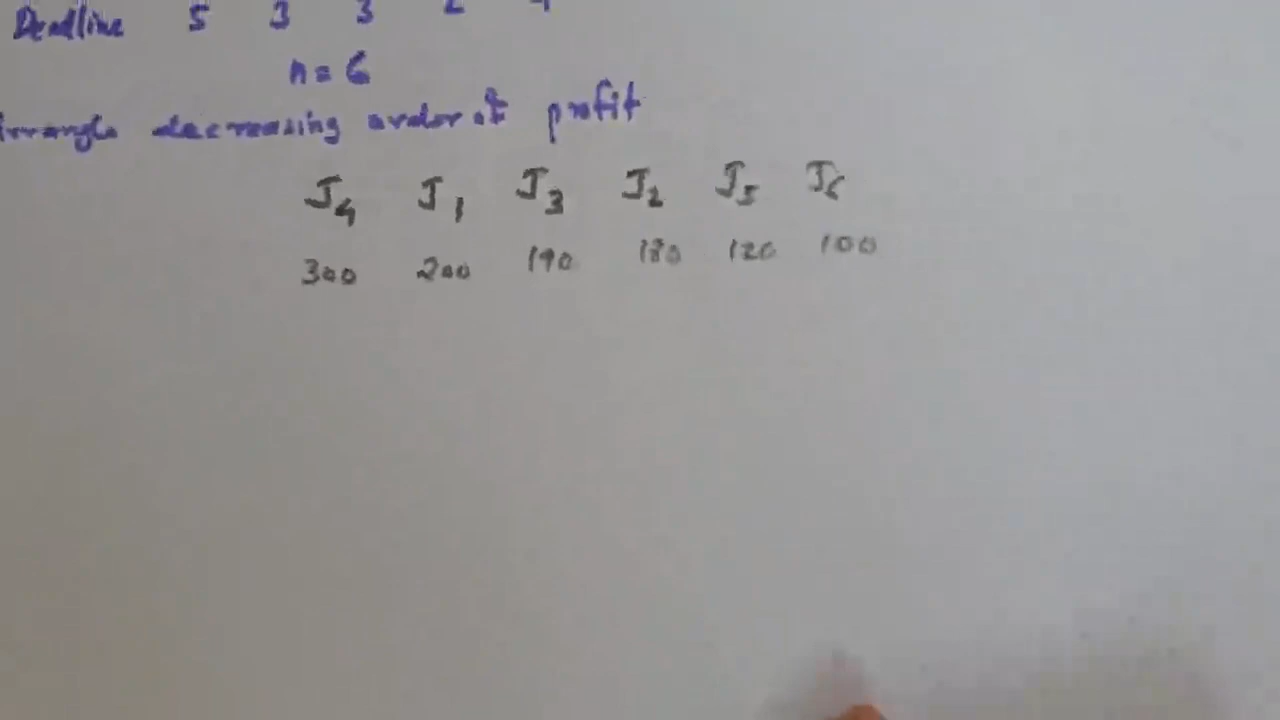 Deadline 5 3 3 2 4
n = 6
decreasing order of profit
J4 J1 J3 J2 J5 J6
300 200 190 180 120 100